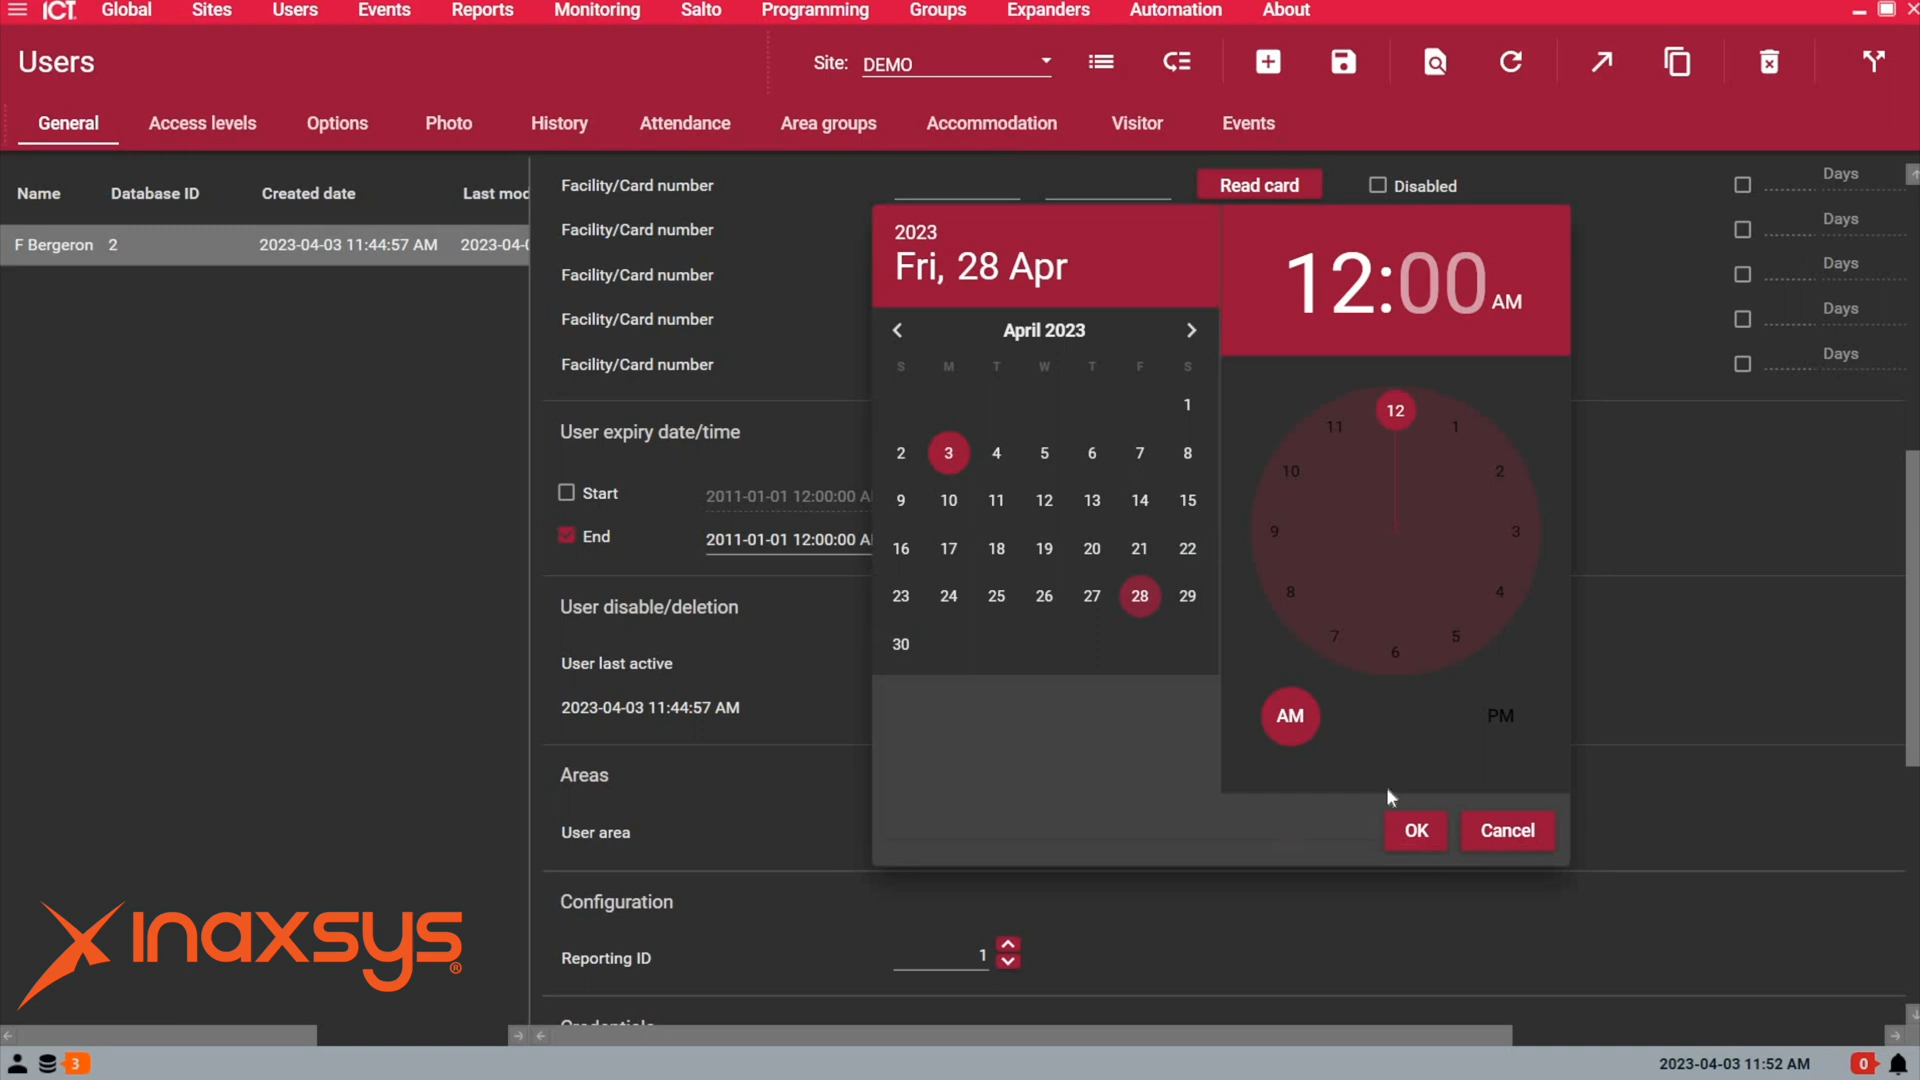 ICT. Global Sites Users Events Reports Monitoring Salto Programming Groups Expanders Automation About
Users
Site: DEMO
General Access levels Options Photo History Attendance Area groups Accommodation Visitor Events
Name Database ID Created date Last mod
F Bergeron 2 2023-04-03 11:44:57 AM 2023-04-0
Facility/Card number Read card Disabled Days
Facility/Card number Days
Facility/Card number Days
Facility/Card number Days
Facility/Card number Days
2023
Fri, 28 Apr
12:00 AM
April 2023
S M T W T F S
1
2 3 4 5 6 7 8
9 10 11 12 13 14 15
16 17 18 19 20 21 22
23 24 25 26 27 28 29
30
12
11 1
10 2
9 3
8 4
7 5
6
AM PM
OK Cancel
User expiry date/time
Start 2011-01-01 12:00:00 A
End 2011-01-01 12:00:00 A
User disable/deletion
User last active
2023-04-03 11:44:57 AM
Areas
User area
Configuration
Reporting ID 1
Credentials
inaxsys®
3
2023-04-03 11:52 AM 0